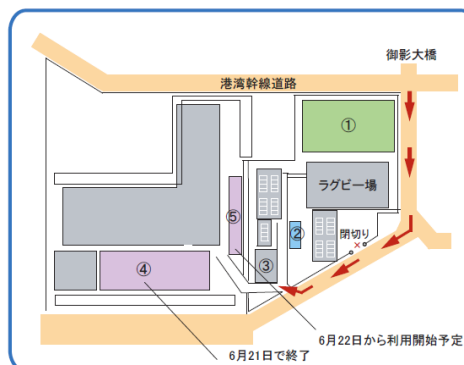 御影大橋
港湾幹線道路
①
ラグビー場
⑤
②
閉切り
×
③
④
6月22日から利用開始予定
6月21日で終了